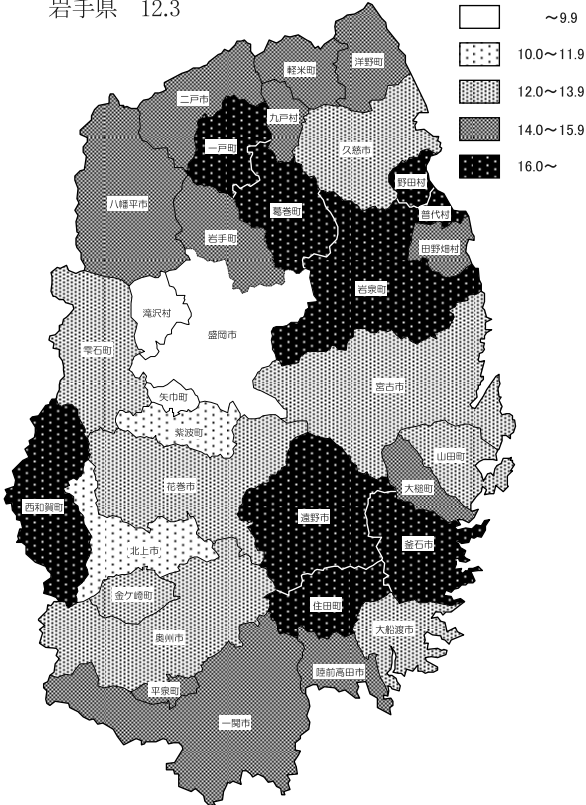 岩手県 12.3
～9.9
10.0～11.9
12.0～13.9
14.0～15.9
16.0～
洋野町
軽米町
二戸市
九戸村
一戸町
久慈市
野田村
八幡平市
葛巻町
普代村
岩手町
田野畑村
岩泉町
滝沢村
盛岡市
雫石町
宮古市
矢巾町
紫波町
山田町
花巻市
大槌町
西和賀町
遠野市
釜石市
北上市
金ケ崎町
住田町
大船渡市
奥州市
陸前高田市
平泉町
一関市